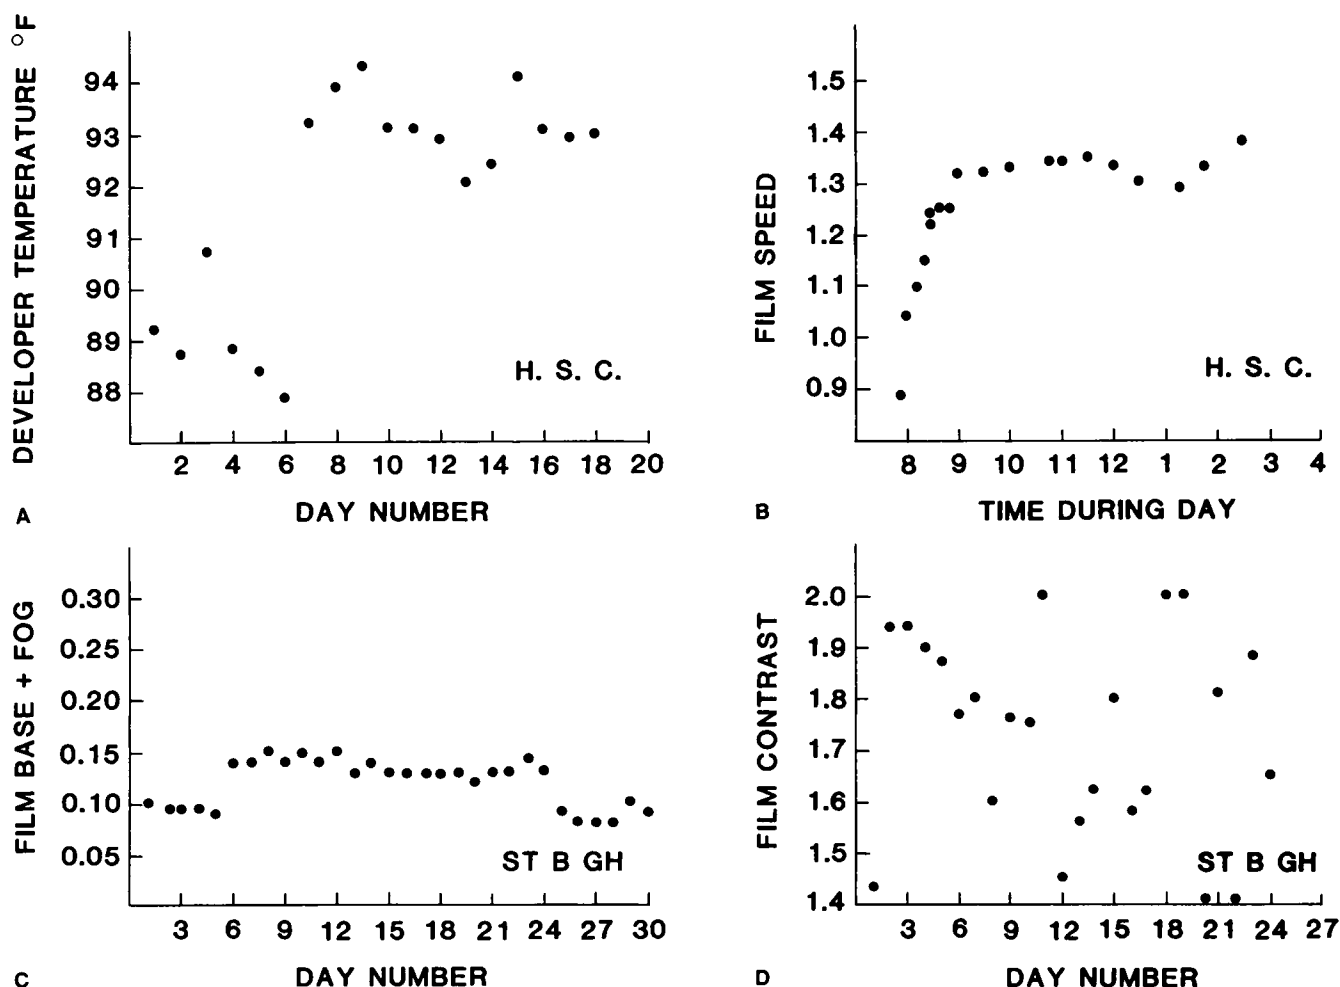 DEVELOPER TEMPERATURE °F
94
93
92
91
90
89
88
H. S. C.
2 4 6 8 10 12 14 16 18 20
DAY NUMBER
A
FILM SPEED
1.5
1.4
1.3
1.2
1.1
1.0
0.9
H. S. C.
8 9 10 11 12 1 2 3 4
TIME DURING DAY
B
FILM BASE + FOG
0.30
0.25
0.20
0.15
0.10
0.05
ST B GH
3 6 9 12 15 18 21 24 27 30
DAY NUMBER
C
FILM CONTRAST
2.0
1.9
1.8
1.7
1.6
1.5
1.4
ST B GH
3 6 9 12 15 18 21 24 27
DAY NUMBER
D